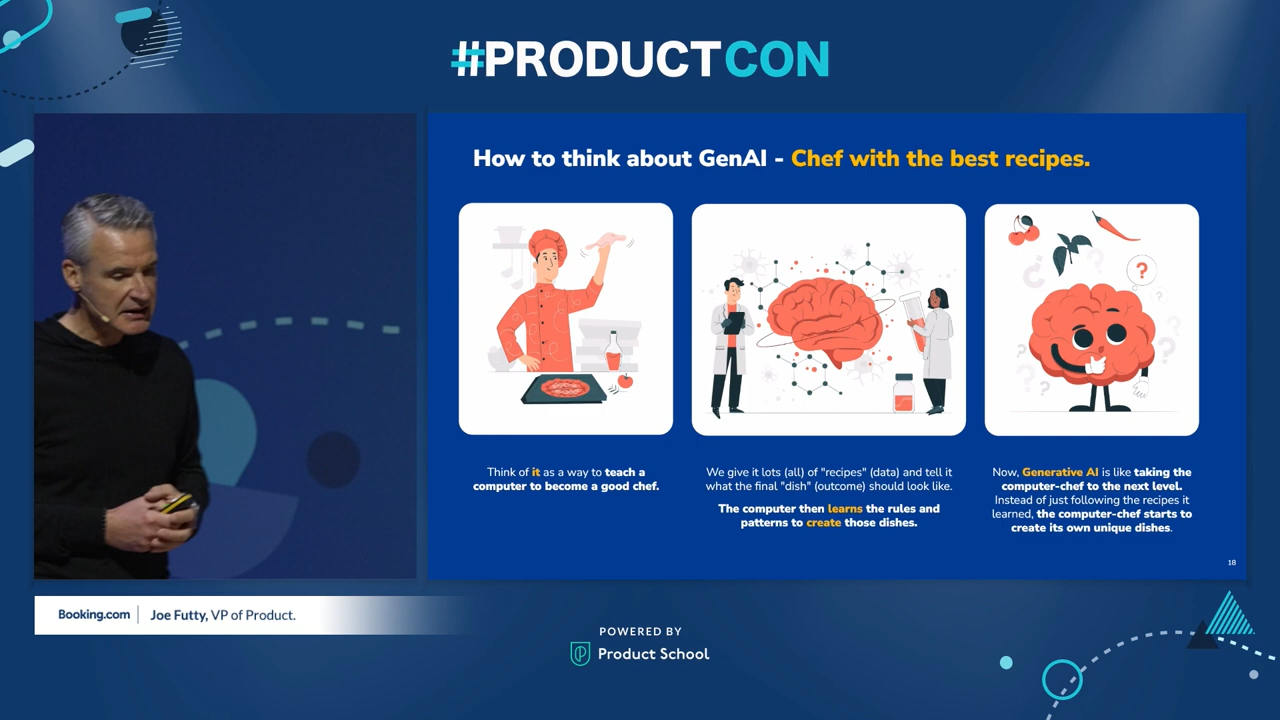 #PRODUCTCON
How to think about GenAI - Chef with the best recipes.
Think of it as a way to teach a
computer to become a good chef.
We give it lots (all) of "recipes" (data) and tell it
what the final "dish" (outcome) should look like.
The computer then learns the rules and
patterns to create those dishes.
?
Now, Generative AI is like taking the
computer-chef to the next level.
Instead of just following the recipes it
learned, the computer-chef starts to
create its own unique dishes.
18
Booking.com Joe Futty, VP of Product.
POWERED BY
Product School